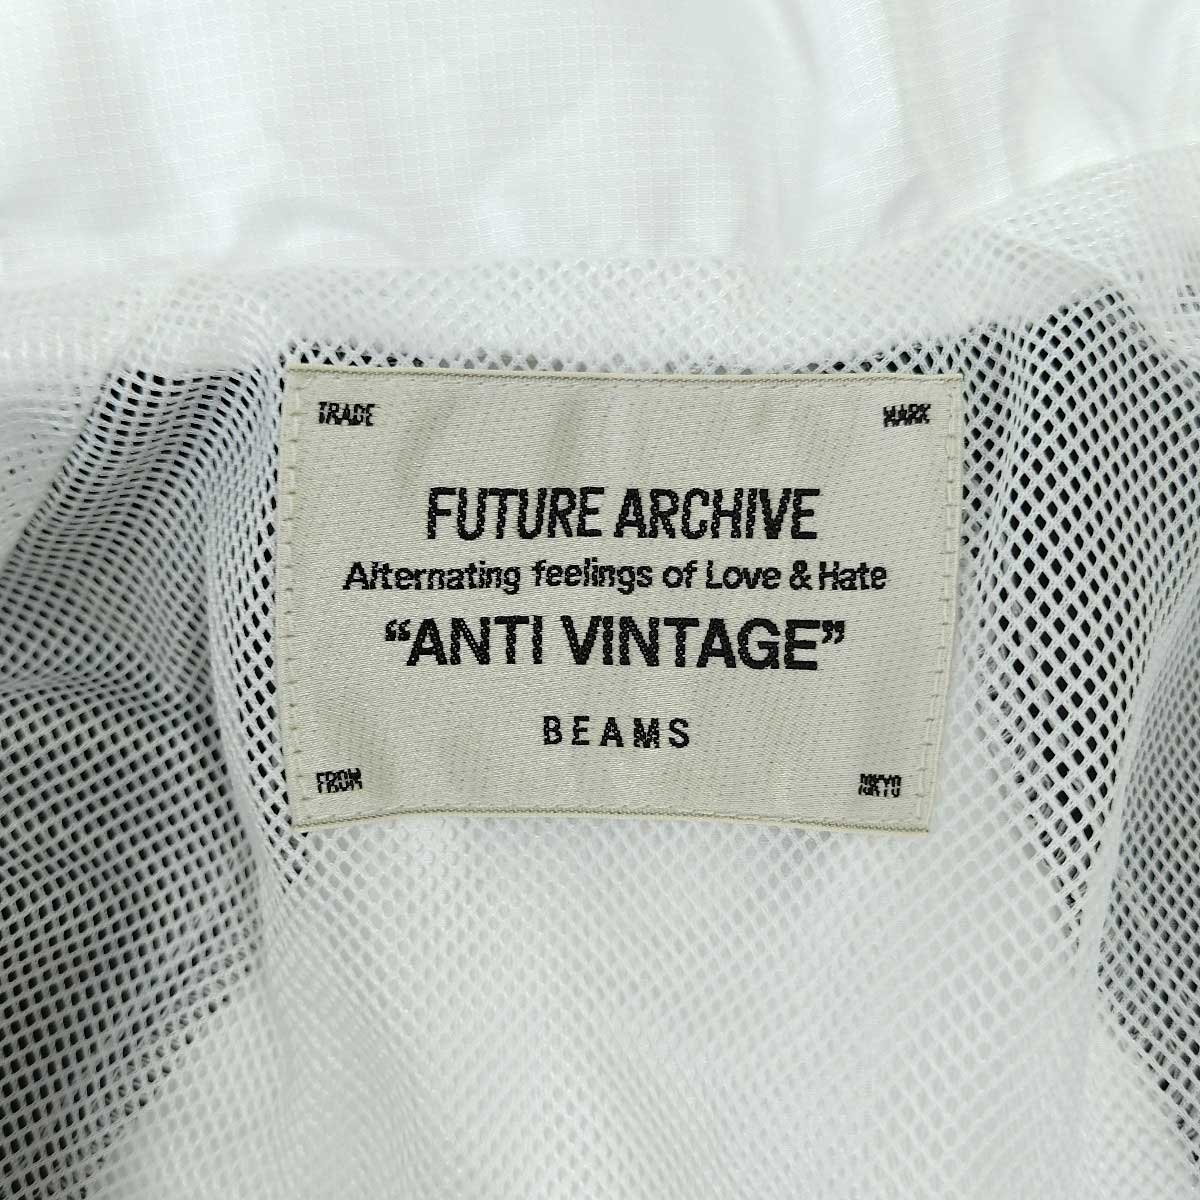 TRADE MARK
FUTURE ARCHIVE
Alternating feelings of Love & Hate
“ANTI VINTAGE”
BEAMS
FROM TOKYO